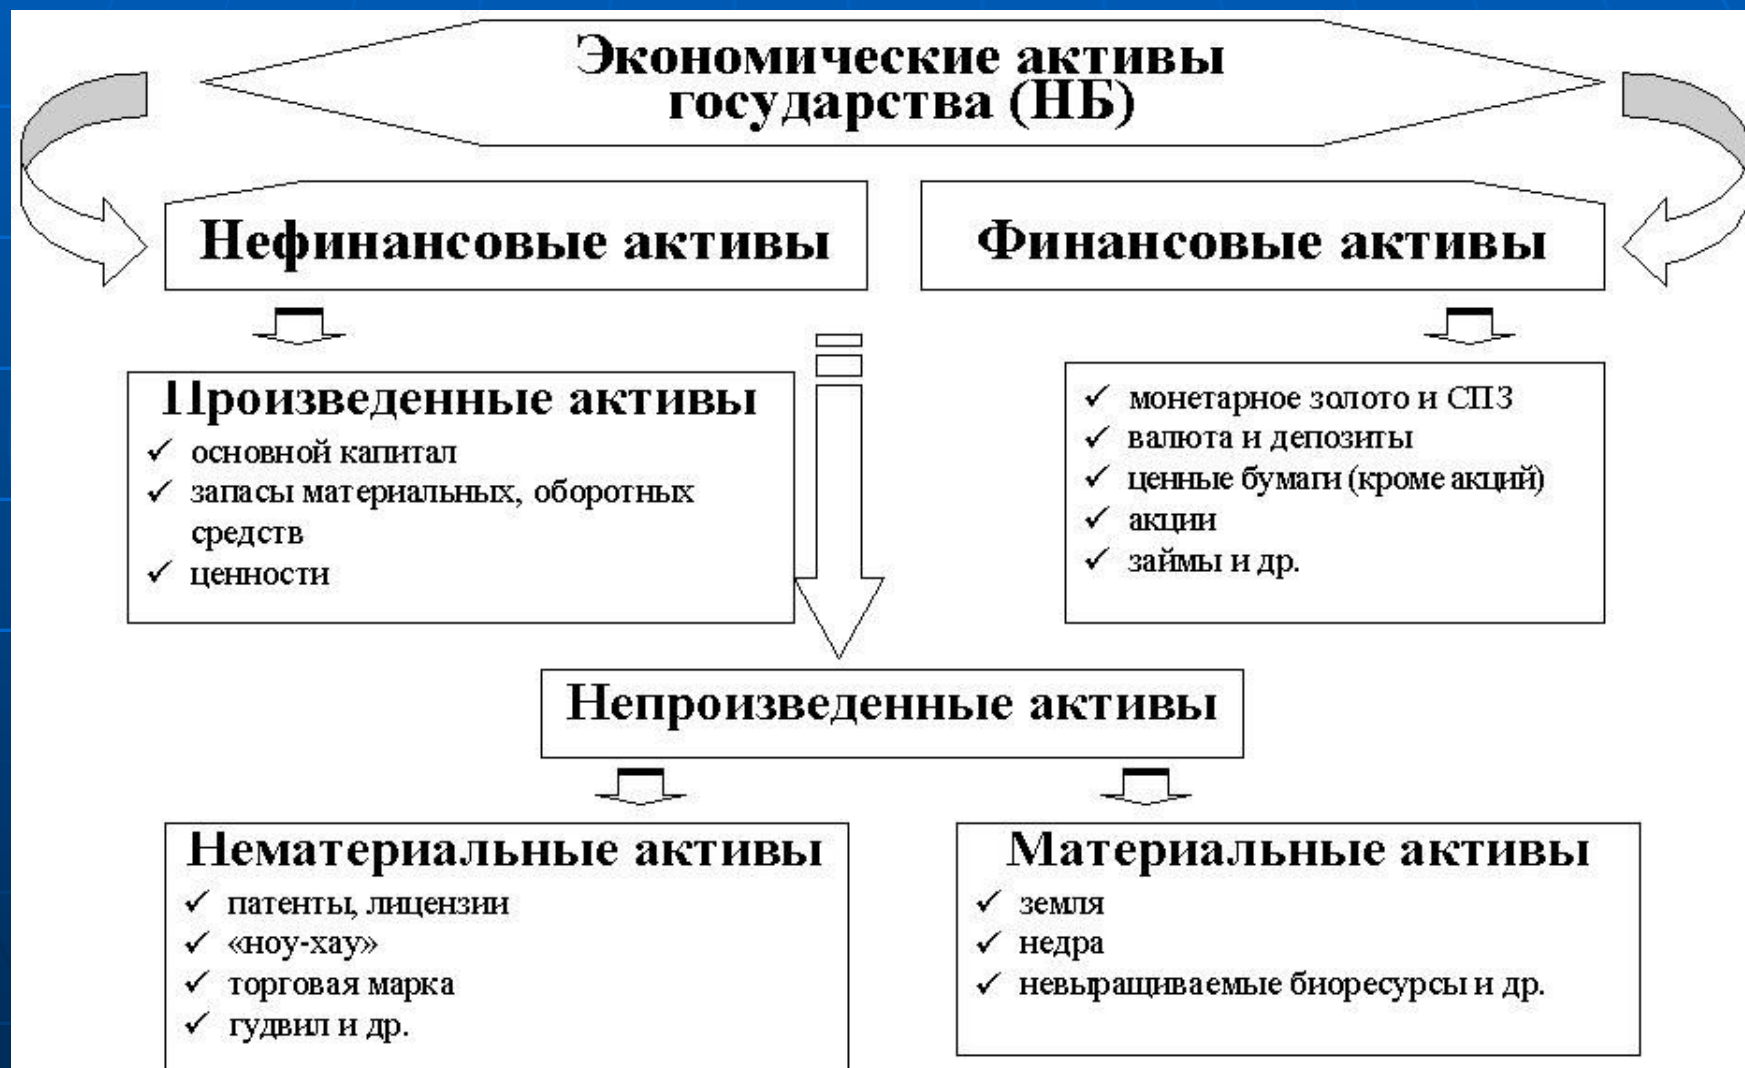 Экономические активы
государства (НБ)
Нефинансовые активы
Финансовые активы
Произведенные активы
✓ основной капитал
✓ запасы материальных, оборотных
средств
✓ ценности
✓ монетарное золото и СПЗ
✓ валюта и депозиты
✓ ценные бумаги (кроме акций)
✓ акции
✓ займы и др.
Непроизведенные активы
Нематериальные активы
✓ патенты, лицензии
✓ «ноу-хау»
✓ торговая марка
✓ гудвил и др.
Материальные активы
✓ земля
✓ недра
✓ невыращиваемые биоресурсы и др.